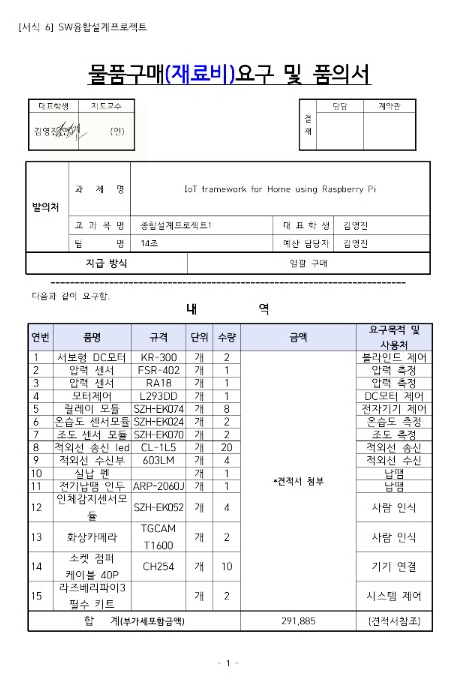 [서식 6] SW융합설계프로젝트
물품구매(재료비)요구 및 품의서
대표학생 지도교수
김영진 (인)
결재 담당 계약관
발의처 과 제 명 IoT framework for Home using Raspberry Pi
교 과 목 명 종합설계프로젝트1 대 표 학 생 김영진
팀 명 14조 예산 담당자 김영진
지급 방식 일괄 구매
다음과 같이 요구함.
내 역
연번 품명 규격 단위 수량 금액 요구목적 및
사용처
1 서보형 DC모터 KR-300 개 2 블라인드 제어
2 압력 센서 FSR-402 개 1 압력 측정
3 압력 센서 RA18 개 1 압력 측정
4 모터제어 L293DD 개 1 DC모터 제어
5 릴레이 모듈 SZH-EK074 개 8 전자기기 제어
6 온습도 센서모듈 SZH-EK024 개 2 온습도 측정
7 조도 센서 모듈 SZH-EK070 개 2 조도 측정
8 적외선 송신 led CL-1L5 개 20 적외선 송신
9 적외선 수신부 603LM 개 4 적외선 수신
10 실납 펜 개 1 납땜
11 전기납땜 인두 ARP-2060J 개 1 납땜
*견적서 첨부
12 인체감지센서모
듈 SZH-EK052 개 4 사람 인식
13 화상카메라 TGCAM
T1600 개 2 사람 인식
14 소켓 점퍼
케이블 40P CH254 개 10 기기 연결
15 라즈베리파이3
필수 키트 개 2 시스템 제어
합 계(부가세포함금액) 291,885 (견적서참조)
- 1 -